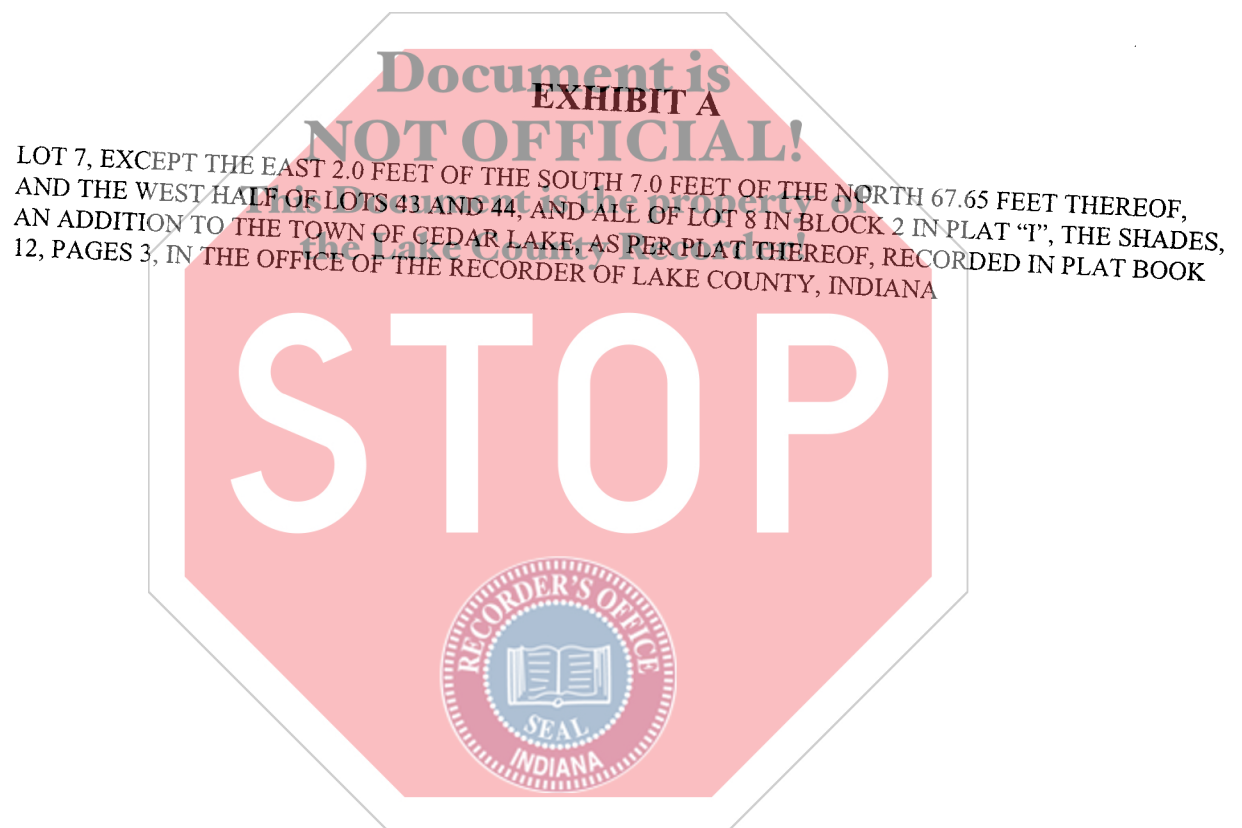 Document is
EXHIBIT A
NOT OFFICIAL!
LOT 7, EXCEPT THE EAST 2.0 FEET OF THE SOUTH 7.0 FEET OF THE NORTH 67.65 FEET THEREOF,
This Document is the property of
AND THE WEST HALF OF LOTS 43 AND 44, AND ALL OF LOT 8 IN BLOCK 2 IN PLAT “I”, THE SHADES,
the Lake County Recorder!
AN ADDITION TO THE TOWN OF CEDAR LAKE, AS PER PLAT THEREOF, RECORDED IN PLAT BOOK
12, PAGES 3, IN THE OFFICE OF THE RECORDER OF LAKE COUNTY, INDIANA
STOP
RECORDER'S OFFICE
SEAL
INDIANA